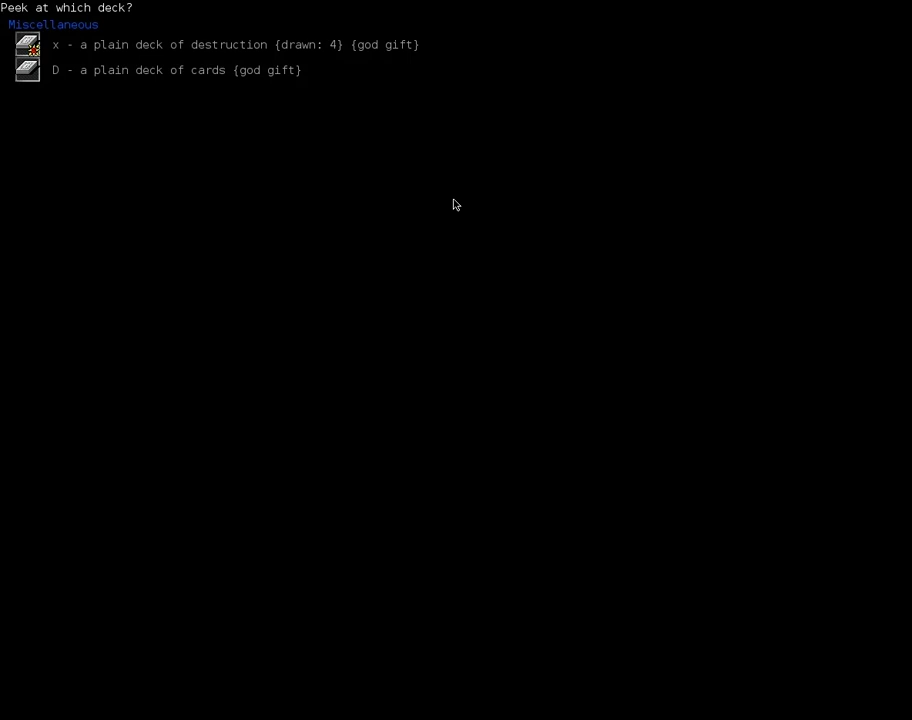 Peek at which deck?
Miscellaneous
x - a plain deck of destruction {drawn: 4} {god gift}
D - a plain deck of cards {god gift}